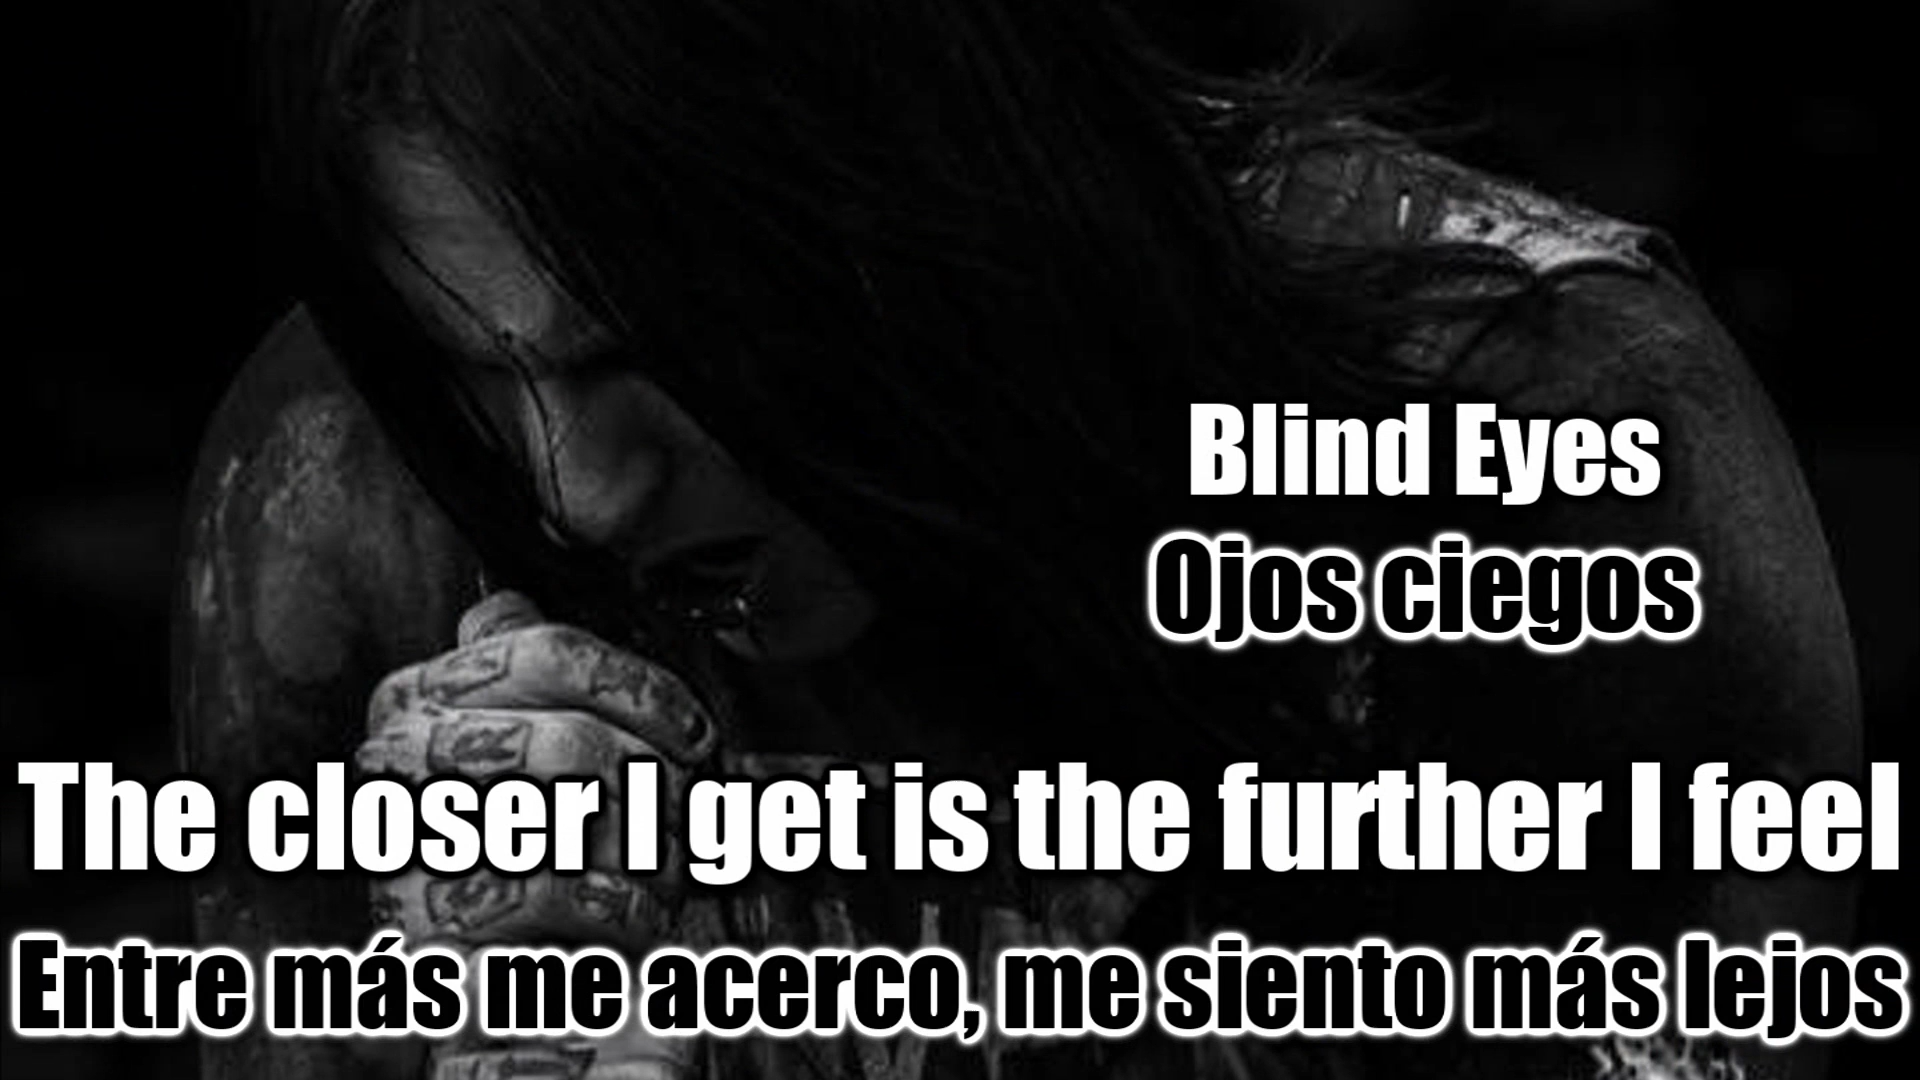 Blind Eyes
Ojos ciegos
The closer I get is the further I feel
Entre más me acerco, me siento más lejos